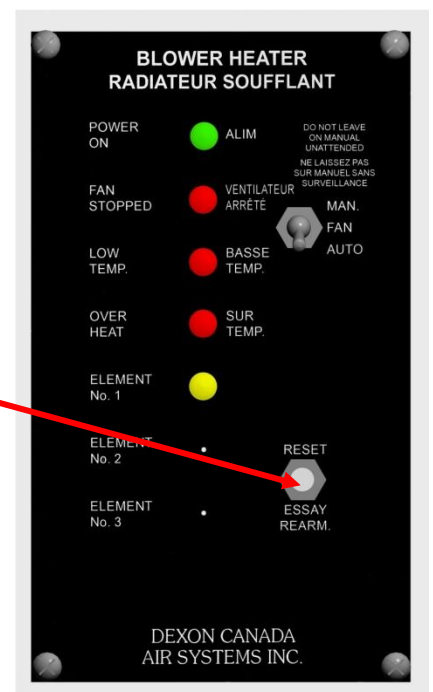 BLOWER HEATER
RADIATEUR SOUFFLANT
POWER
ON
ALIM
DO NOT LEAVE
ON MANUAL
UNATTENDED
NE LAISSEZ PAS
SUR MANUEL SANS
SURVEILLANCE
FAN
STOPPED
VENTILATEUR
ARRÊTÉ
MAN.
FAN
AUTO
LOW
TEMP.
BASSE
TEMP.
OVER
HEAT
SUR
TEMP.
ELEMENT
No. 1
ELEMENT
No. 2
RESET
ESSAY
REARM.
ELEMENT
No. 3
DEXON CANADA
AIR SYSTEMS INC.